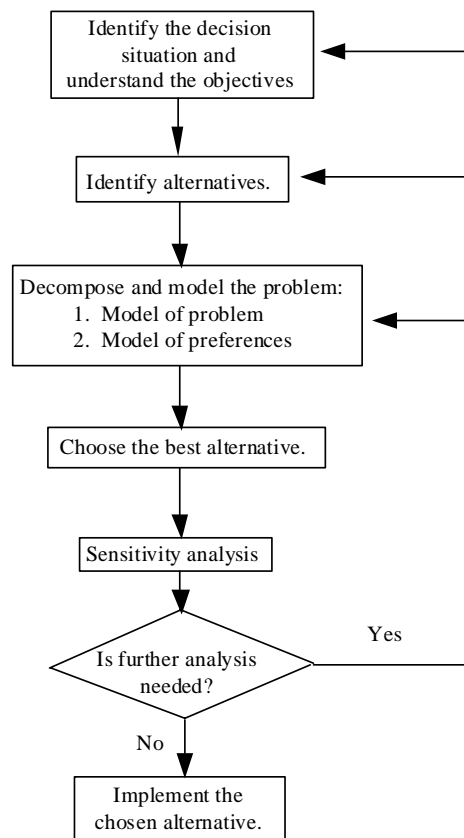 Identify the decision
situation and
understand the objectives
Identify alternatives.
Decompose and model the problem:
1. Model of problem
2. Model of preferences
Choose the best alternative.
Sensitivity analysis
Is further analysis
needed?
Yes
No
Implement the
chosen alternative.